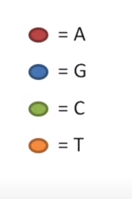 = A
= G
= C
= T